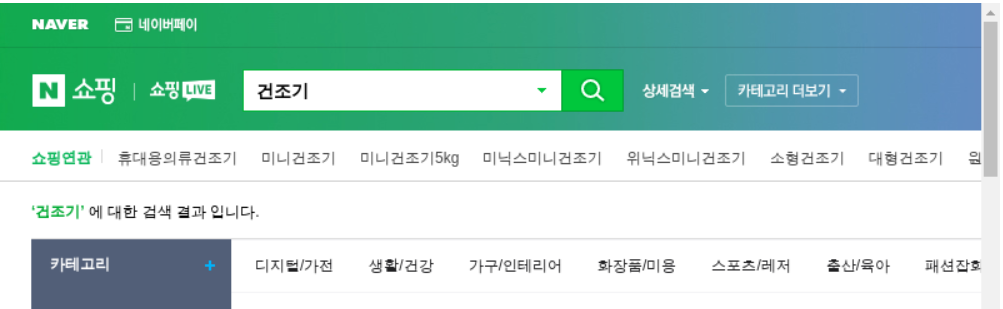 NAVER 네이버페이
N 쇼핑 쇼핑LIVE 건조기 상세검색 카테고리 더보기
쇼핑연관 휴대용의류건조기 미니건조기 미니건조기5kg 미닉스미니건조기 위닉스미니건조기 소형건조기 대형건조기
‘건조기’ 에 대한 검색 결과 입니다.
카테고리 + 디지털/가전 생활/건강 가구/인테리어 화장품/미용 스포츠/레저 출산/육아 패션잡화